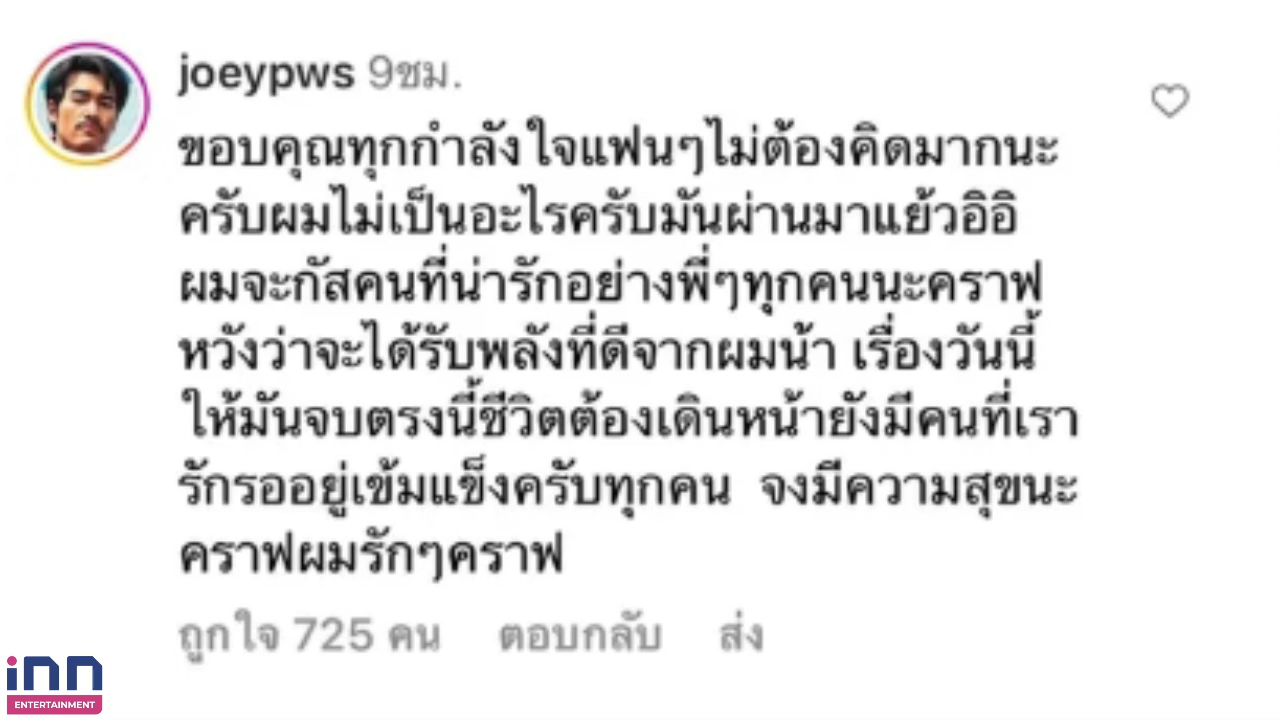 joeypws 9ชม.
ขอบคุณทุกกำลังใจแฟนๆไม่ต้องคิดมากนะ
ครับผมไม่เป็นอะไรครับมันผ่านมาแย้วอิอิ
ผมจะกัสคนที่น่ารักอย่างพี่ๆทุกคนนะคราฟ
หวังว่าจะได้รับพลังที่ดีจากผมน้า เรื่องวันนี้
ให้มันจบตรงนี้ชีวิตต้องเดินหน้ายังมีคนที่เรา
รักรออยู่เข้มแข็งครับทุกคน จงมีความสุขนะ
คราฟผมรักๆคราฟ
ถูกใจ 725 คน ตอบกลับ ส่ง
inn
ENTERTAINMENT